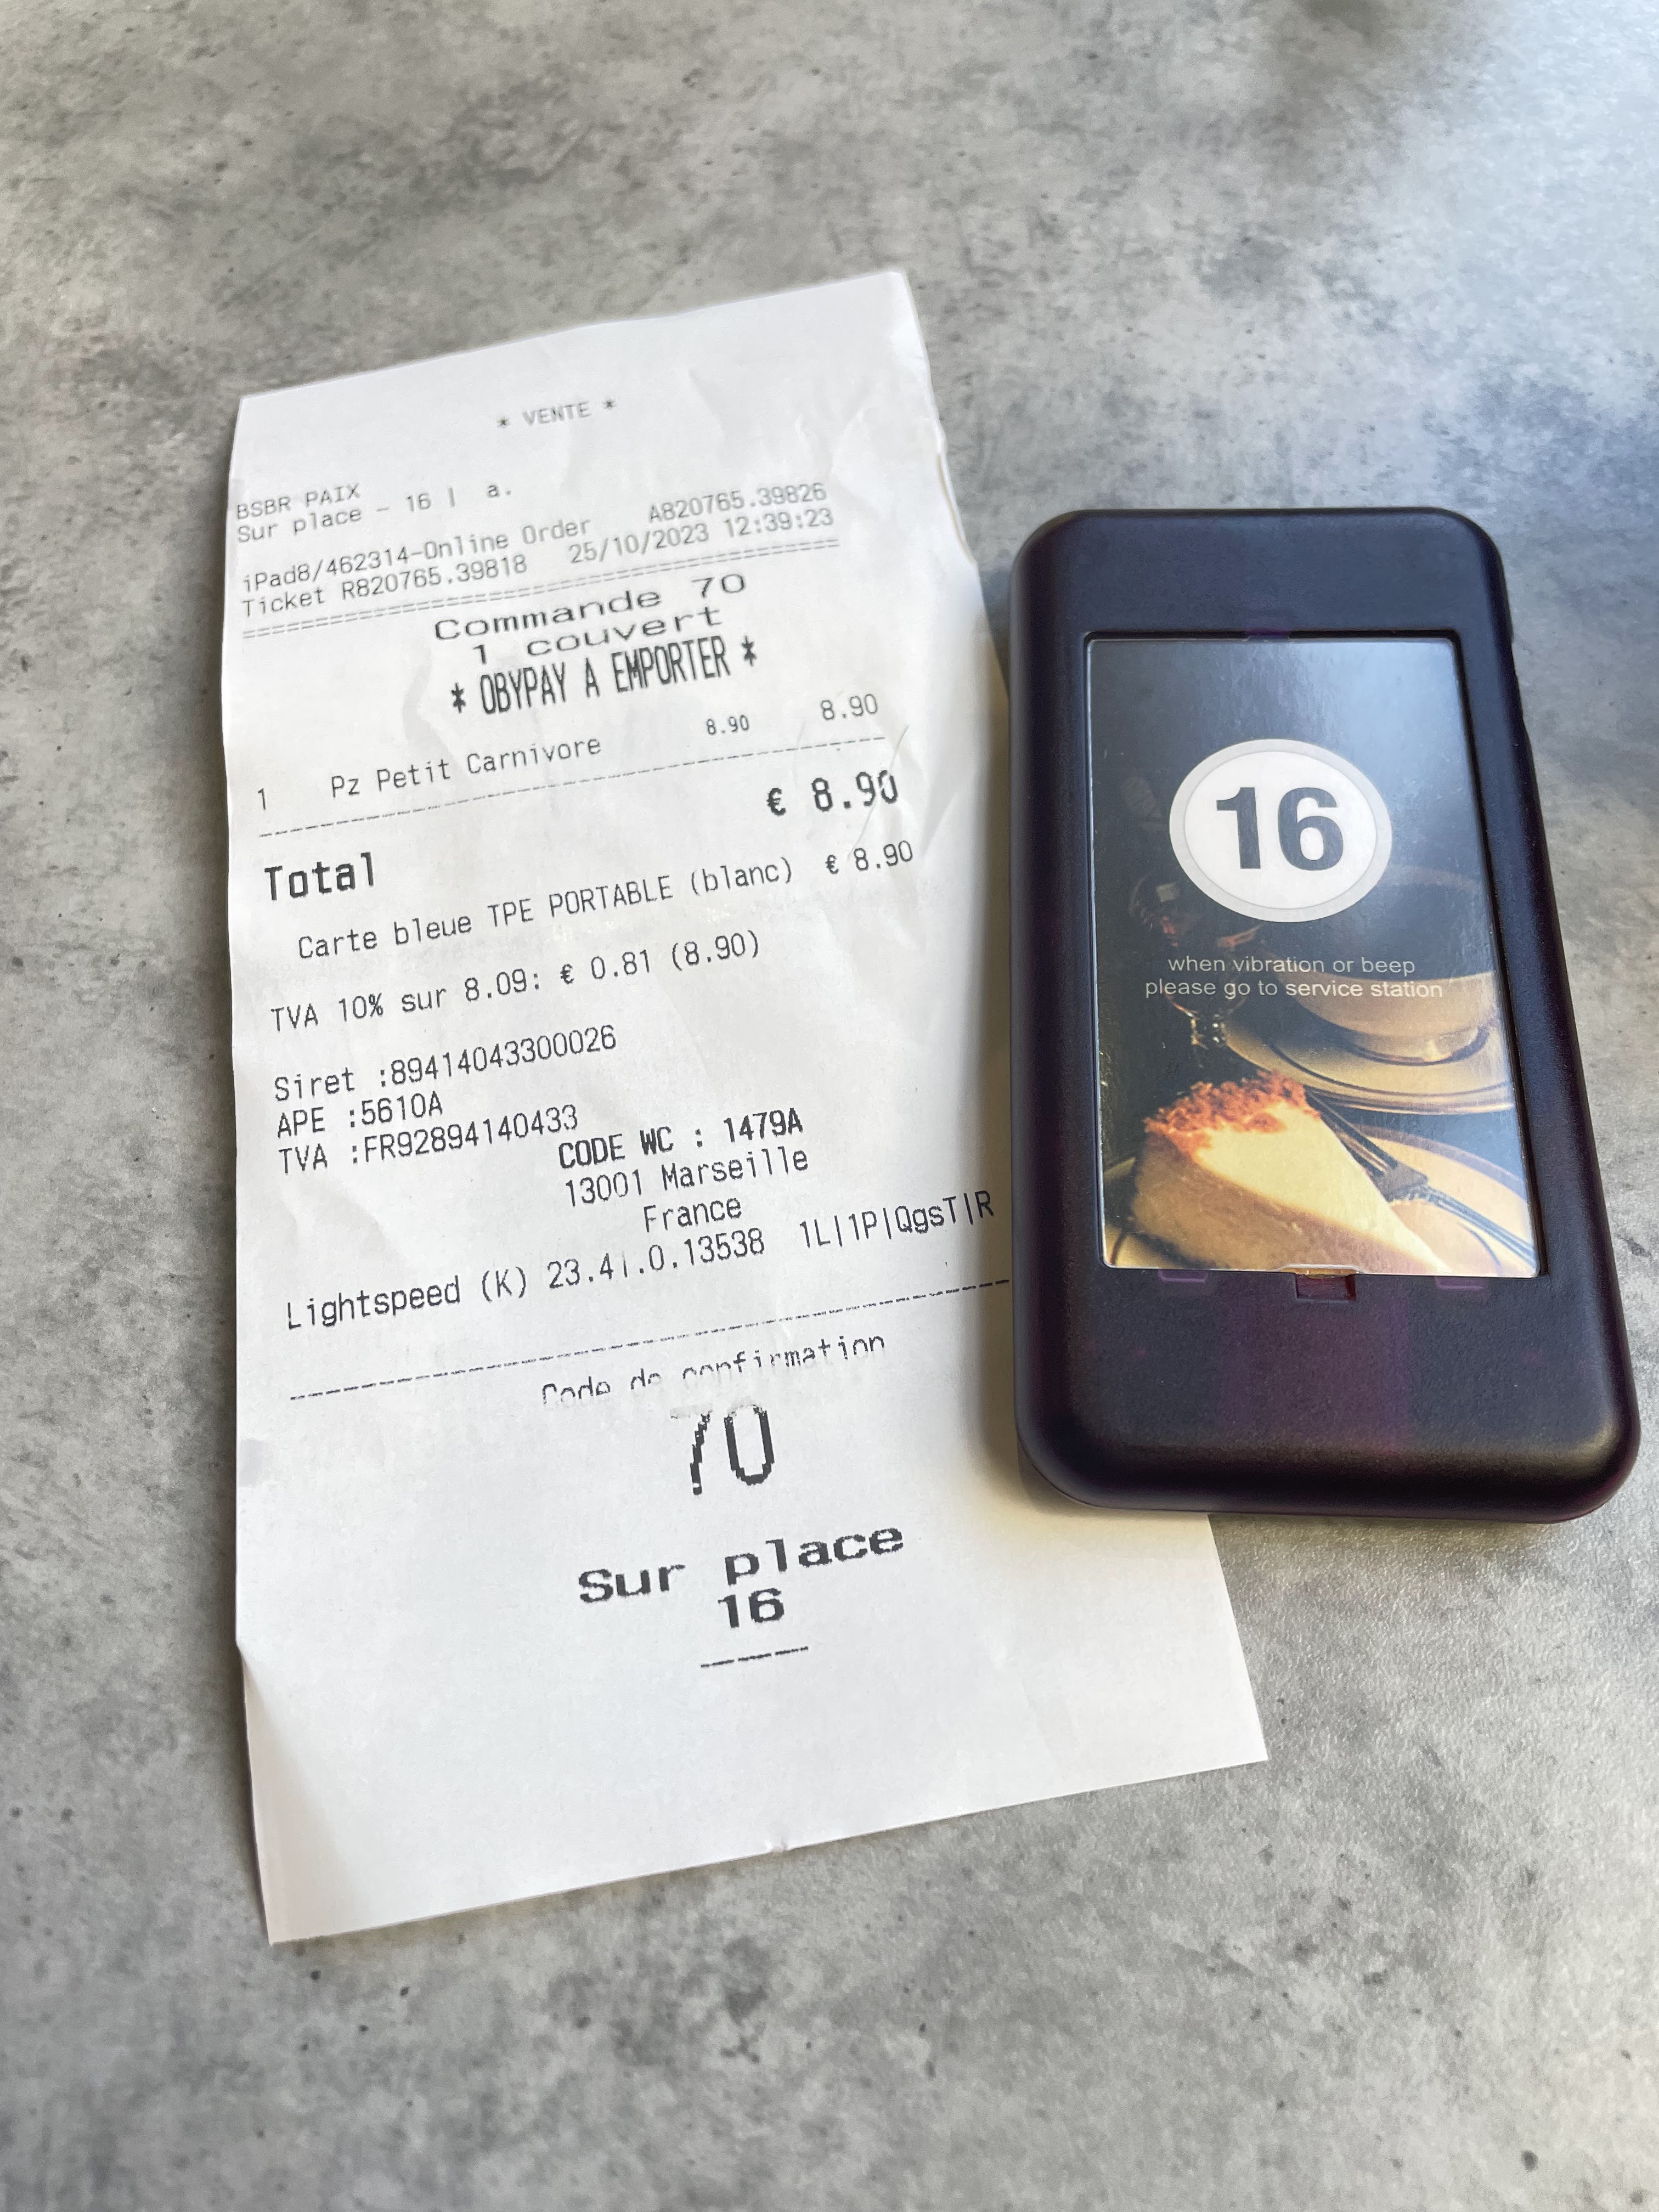 * VENTE *
BSBR PAIX
Sur place - 16 | a.
A820765.39826
iPad8/462314-Online Order
Ticket R820765.39818 25/10/2023 12:39:23
Commande 70
1 couvert
* OBYPAY A EMPORTER *
1 Pz Petit Carnivore 8.90 8.90
Total € 8.90
Carte bleue TPE PORTABLE (blanc) € 8.90
TVA 10% sur 8.09: € 0.81 (8.90)
Siret :89414043300026
APE :5610A
TVA :FR92894140433
CODE WC : 1479A
13001 Marseille
France
Lightspeed (K) 23.41.0.13538 1L|1P|QgsT|R
Code de confirmation
70
Sur place
16
16
when vibration or beep
please go to service station